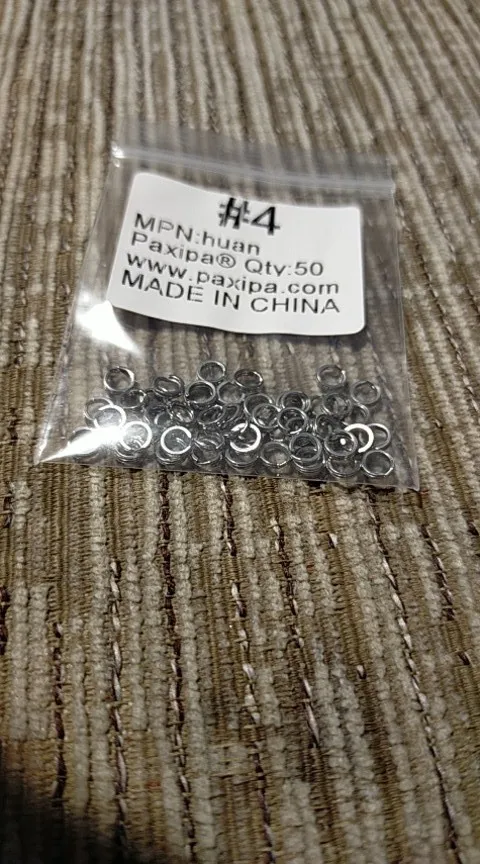 #4
MPN:huan
Paxipa® Qty:50
www.paxipa.com
MADE IN CHINA